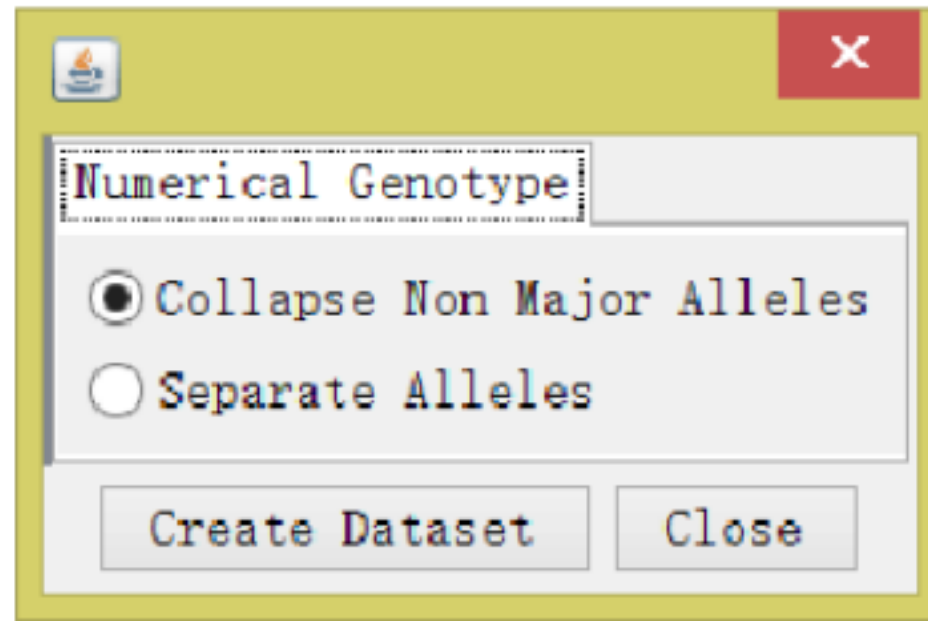 Numerical Genotype
Collapse Non Major Alleles
Separate Alleles
Create Dataset Close